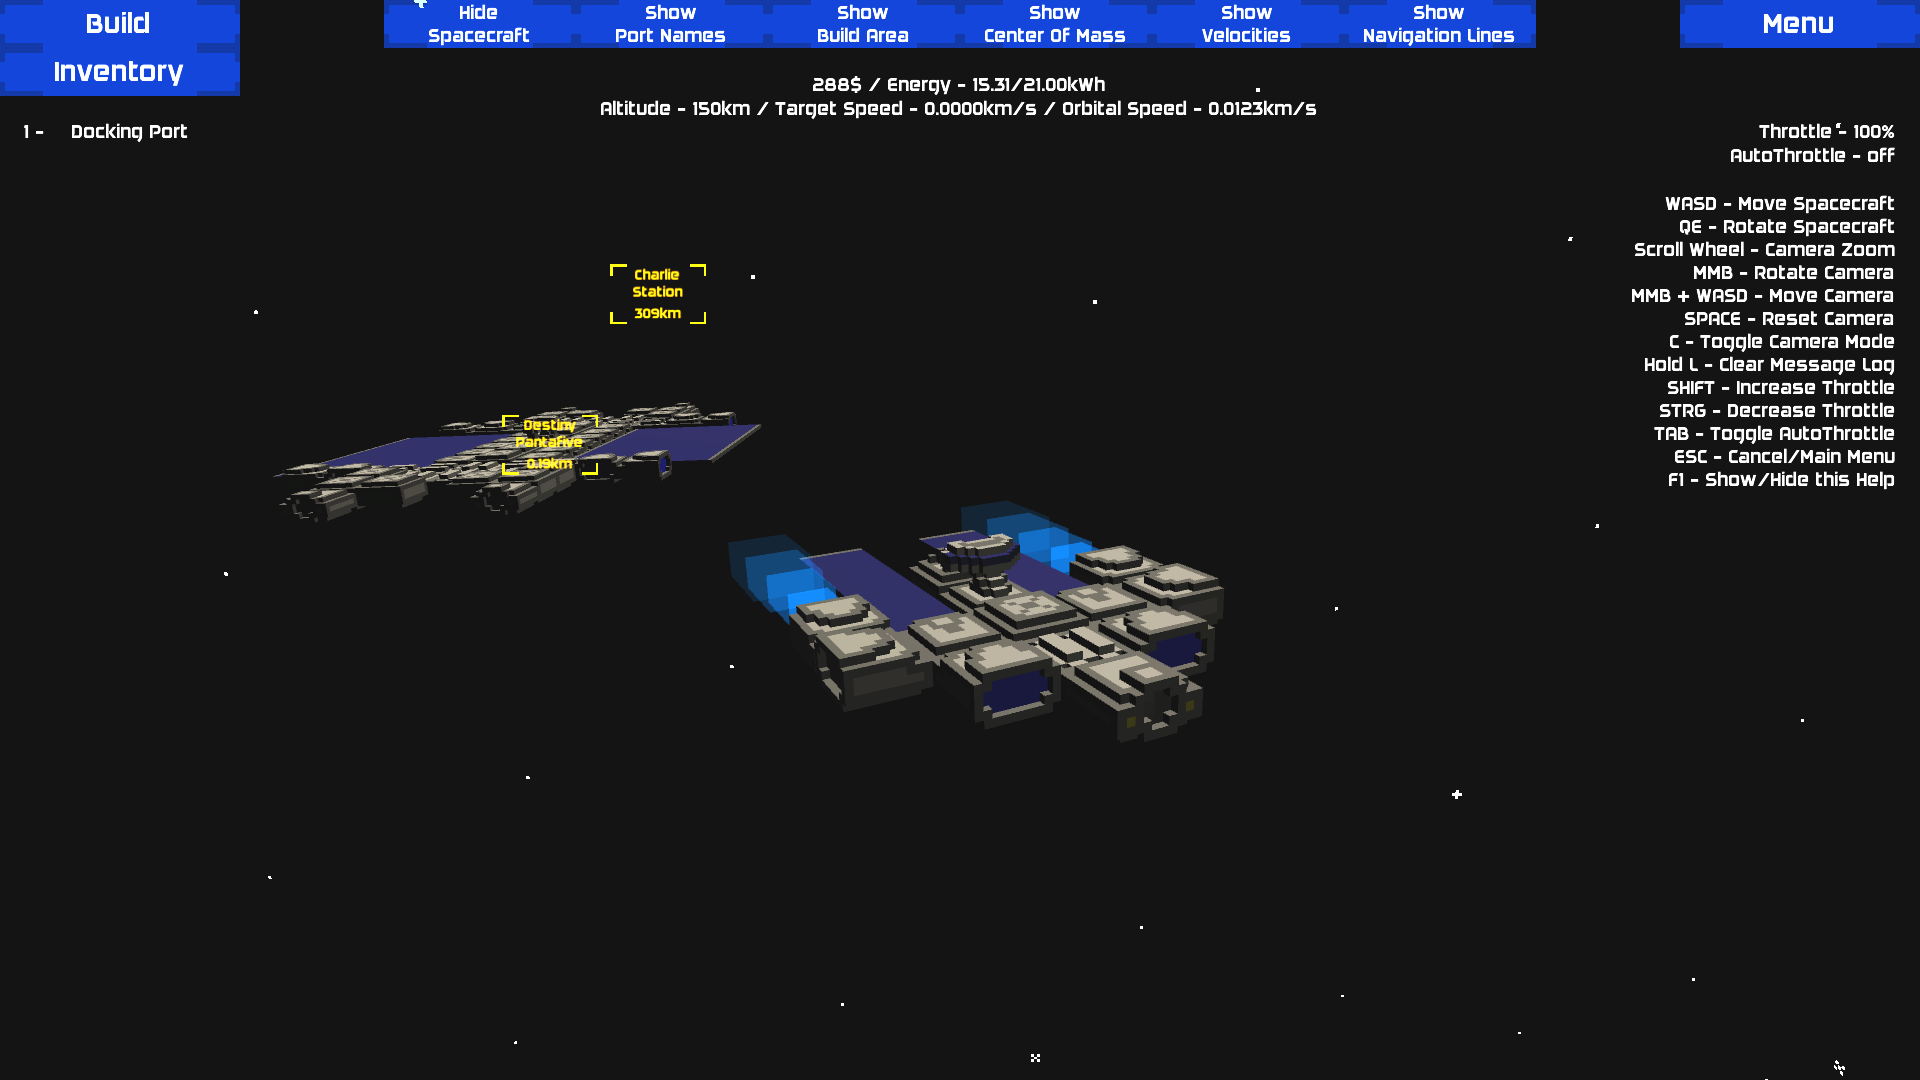 Build
Inventory
Hide
Spacecraft
Show
Port Names
Show
Build Area
Show
Center Of Mass
Show
Velocities
Show
Navigation Lines
Menu
288$ / Energy - 15.31/21.00kWh
Altitude - 150km / Target Speed - 0.0000km/s / Orbital Speed - 0.0123km/s
1 - Docking Port
Throttle - 100%
AutoThrottle - off
WASD - Move Spacecraft
QE - Rotate Spacecraft
Scroll Wheel - Camera Zoom
MMB - Rotate Camera
MMB + WASD - Move Camera
SPACE - Reset Camera
C - Toggle Camera Mode
Hold L - Clear Message Log
SHIFT - Increase Throttle
STRG - Decrease Throttle
TAB - Toggle AutoThrottle
ESC - Cancel/Main Menu
F1 - Show/Hide this Help
Charlie
Station
309km
Destiny
Pantafive
0.19km